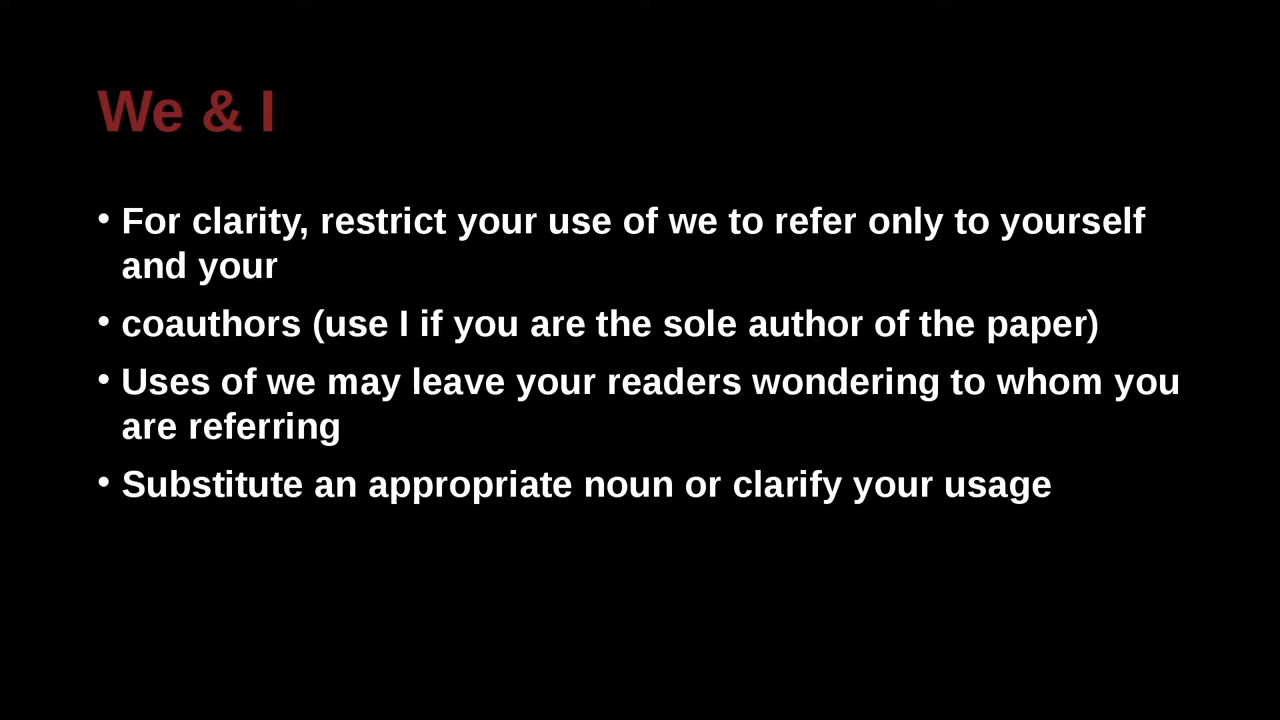 We & I
• For clarity, restrict your use of we to refer only to yourself
and your
• coauthors (use I if you are the sole author of the paper)
• Uses of we may leave your readers wondering to whom you
are referring
• Substitute an appropriate noun or clarify your usage